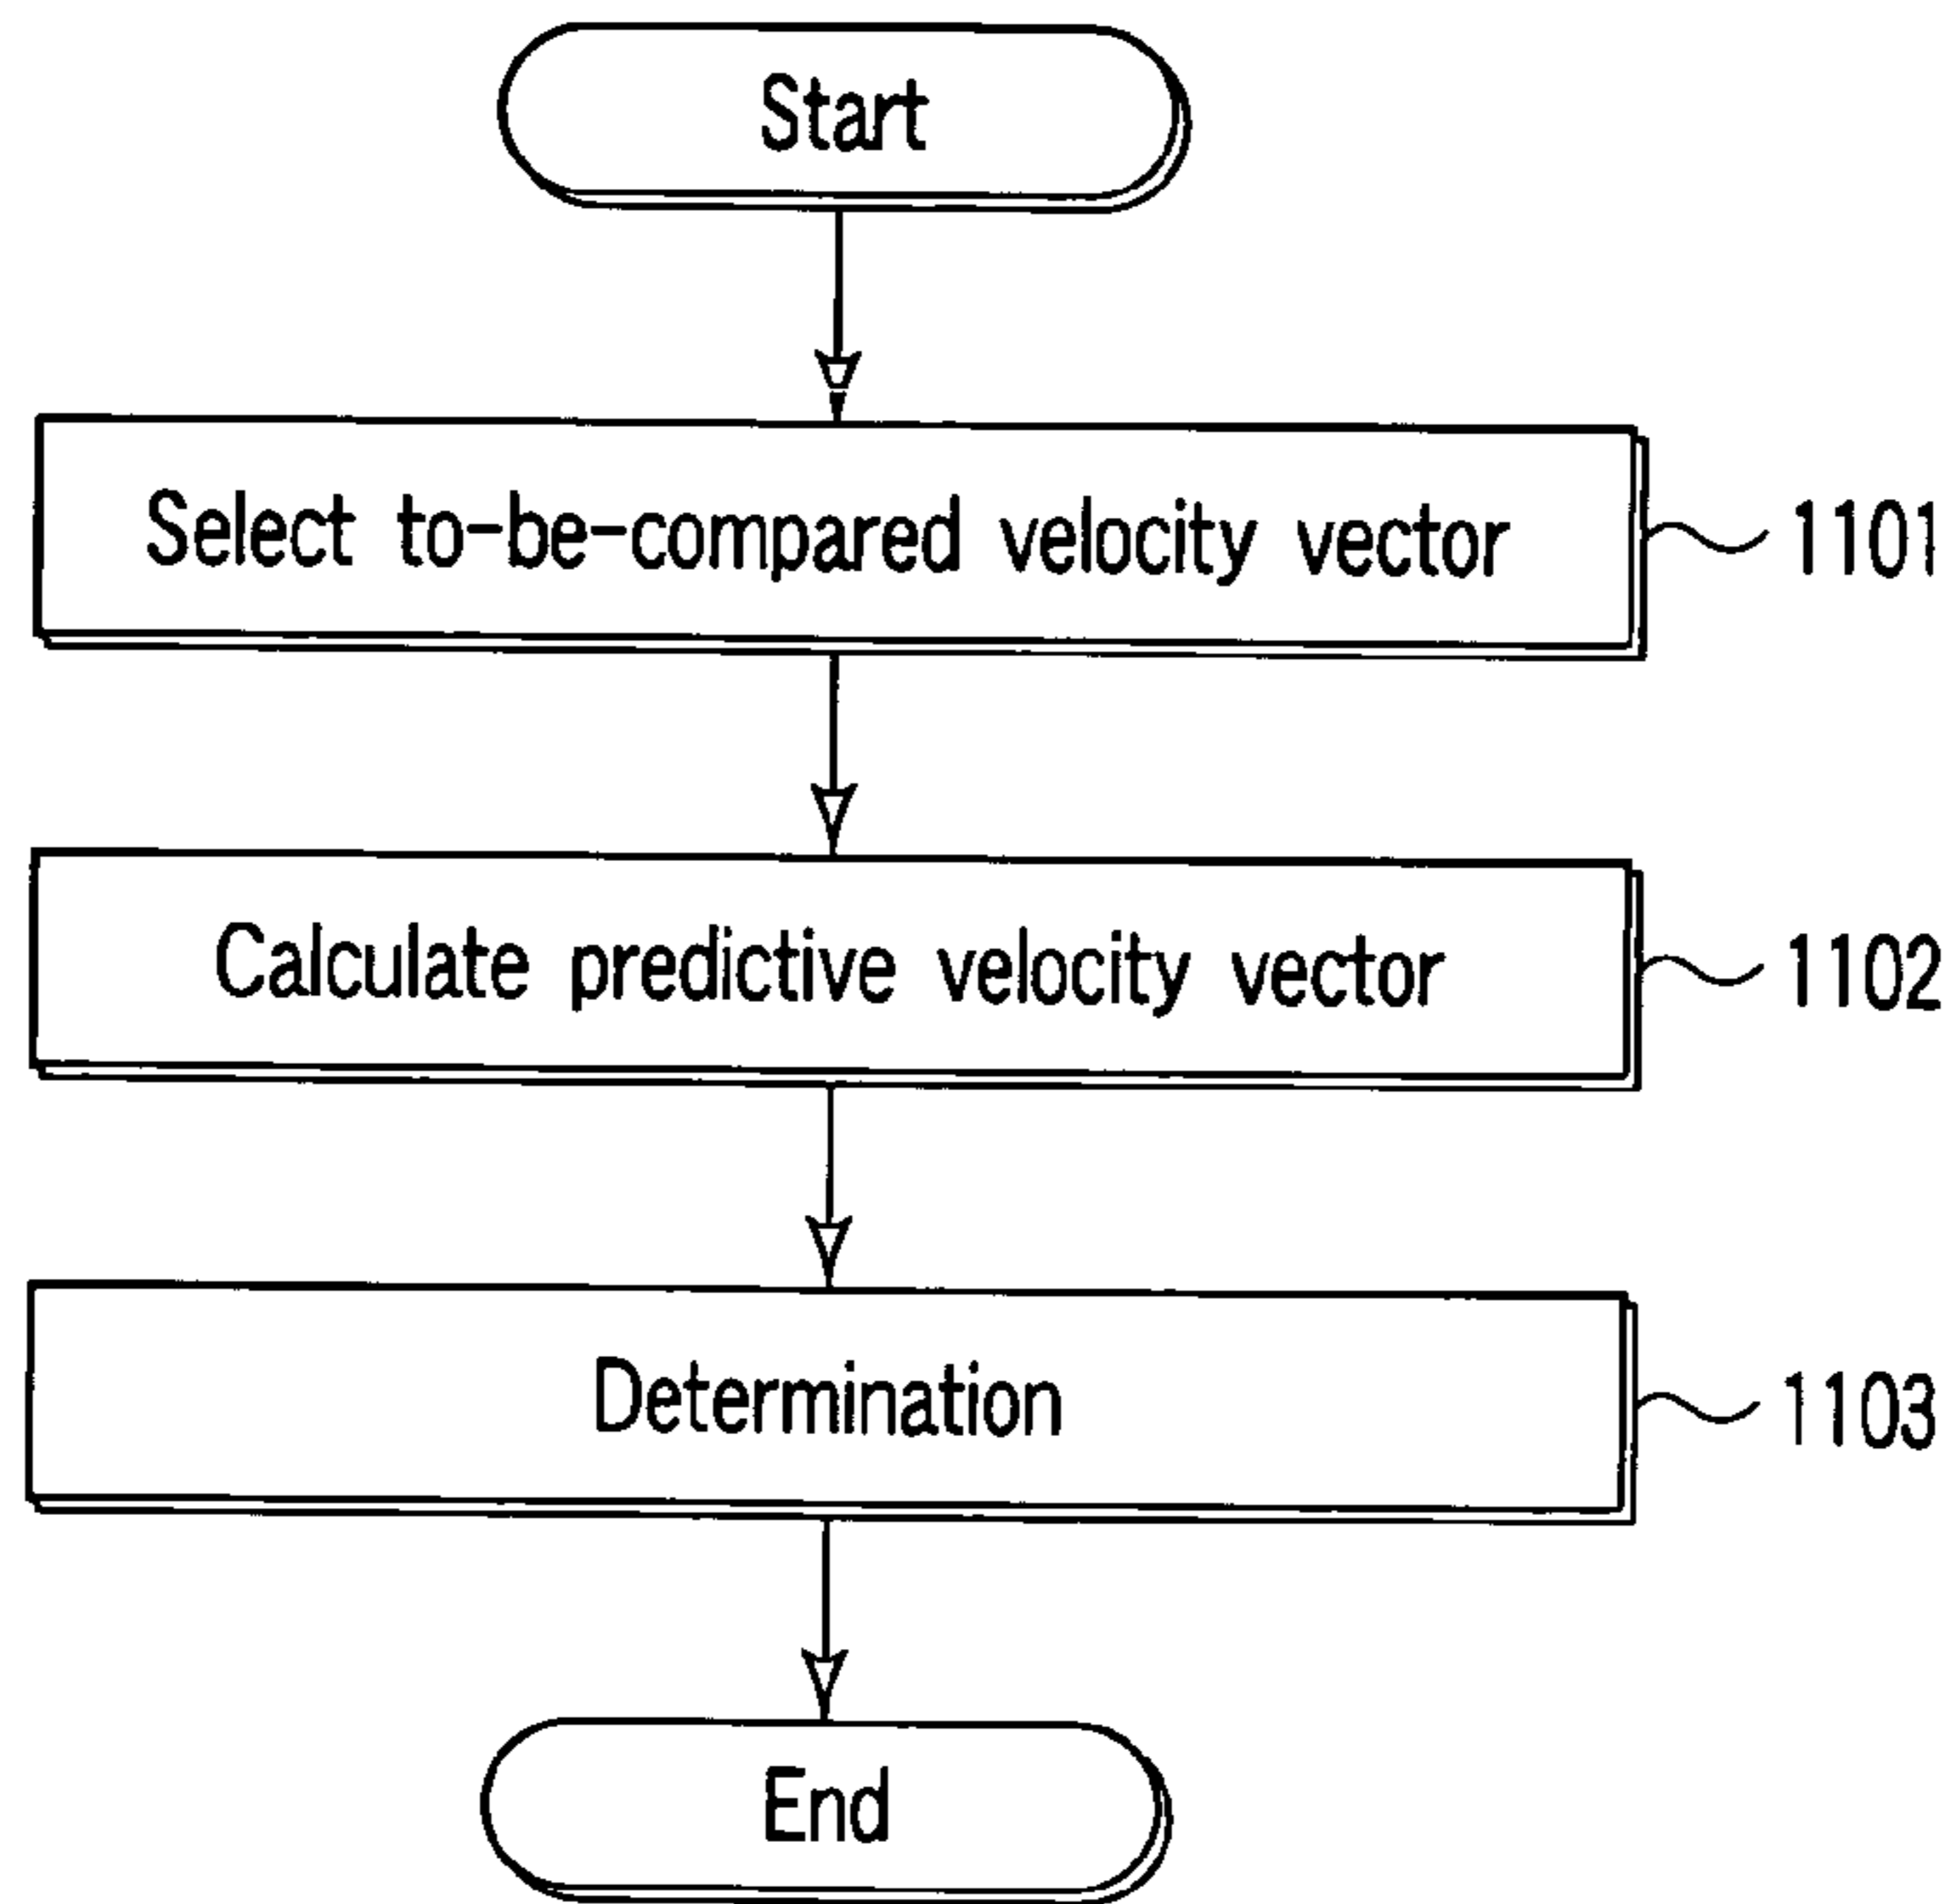 Start
Select to-be-compared velocity vector
1101
Calculate predictive velocity vector
1102
Determination
1103
End